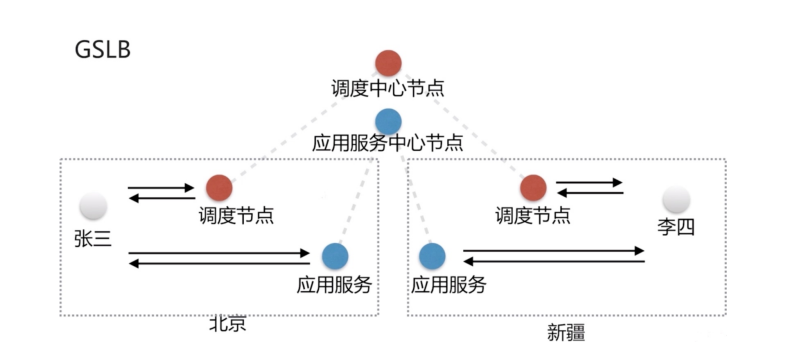 GSLB
调度中心节点
应用服务中心节点
调度节点
调度节点
张三
李四
应用服务
应用服务
北京
新疆